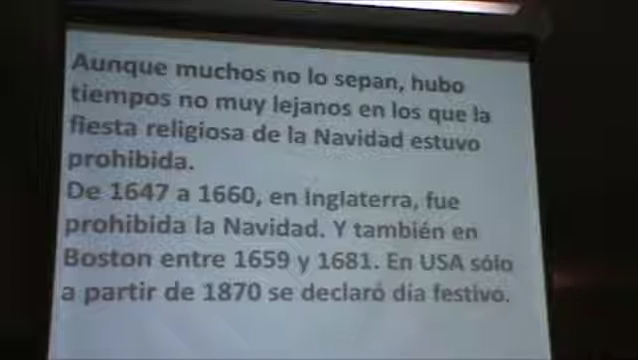 Aunque muchos no lo sepan, hubo
tiempos no muy lejanos en los que la
fiesta religiosa de la Navidad estuvo
prohibida.
De 1647 a 1660, en Inglaterra, fue
prohibida la Navidad. Y también en
Boston entre 1659 y 1681. En USA sólo
a partir de 1870 se declaró día festivo.